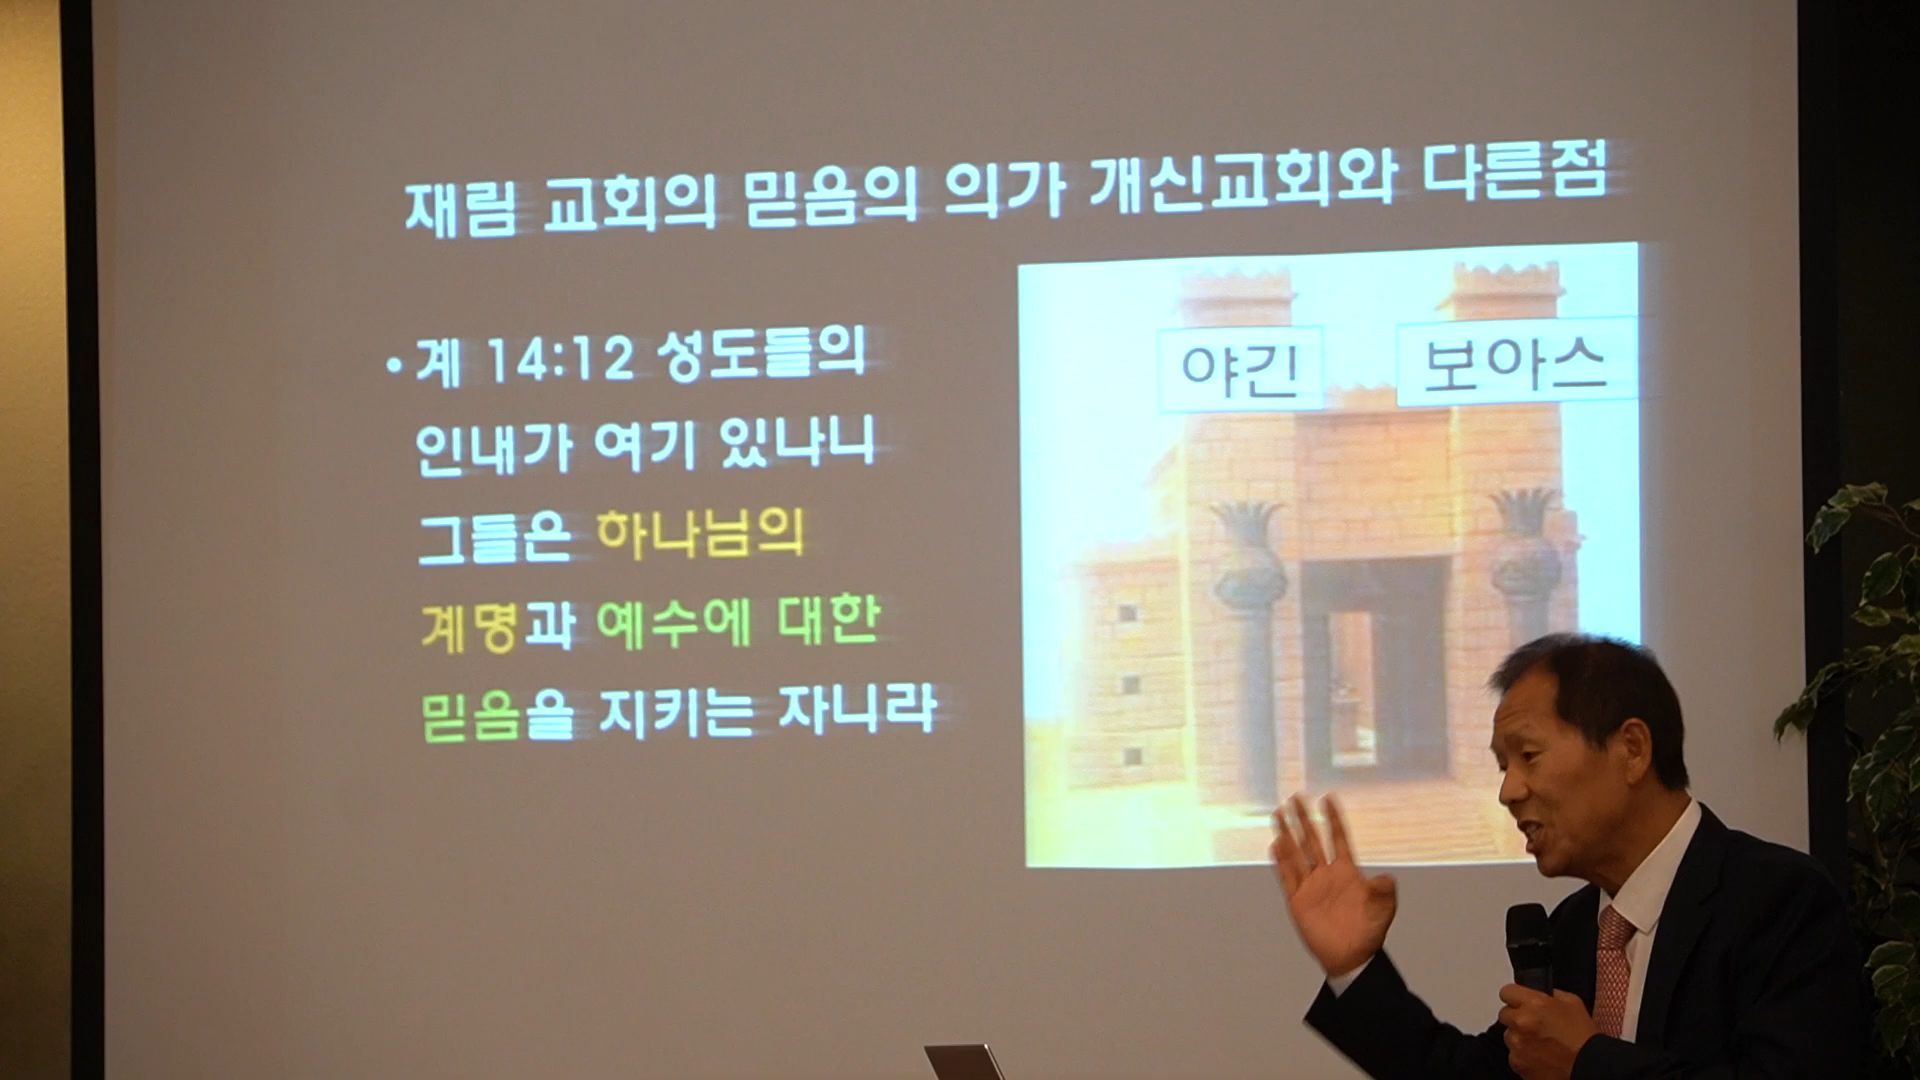 재림 교회의 믿음의 의가 개신교회와 다른점
• 계 14:12 성도들의
인내가 여기 있나니
그들은 하나님의
계명과 예수에 대한
믿음을 지키는 자니라
야긴
보아스